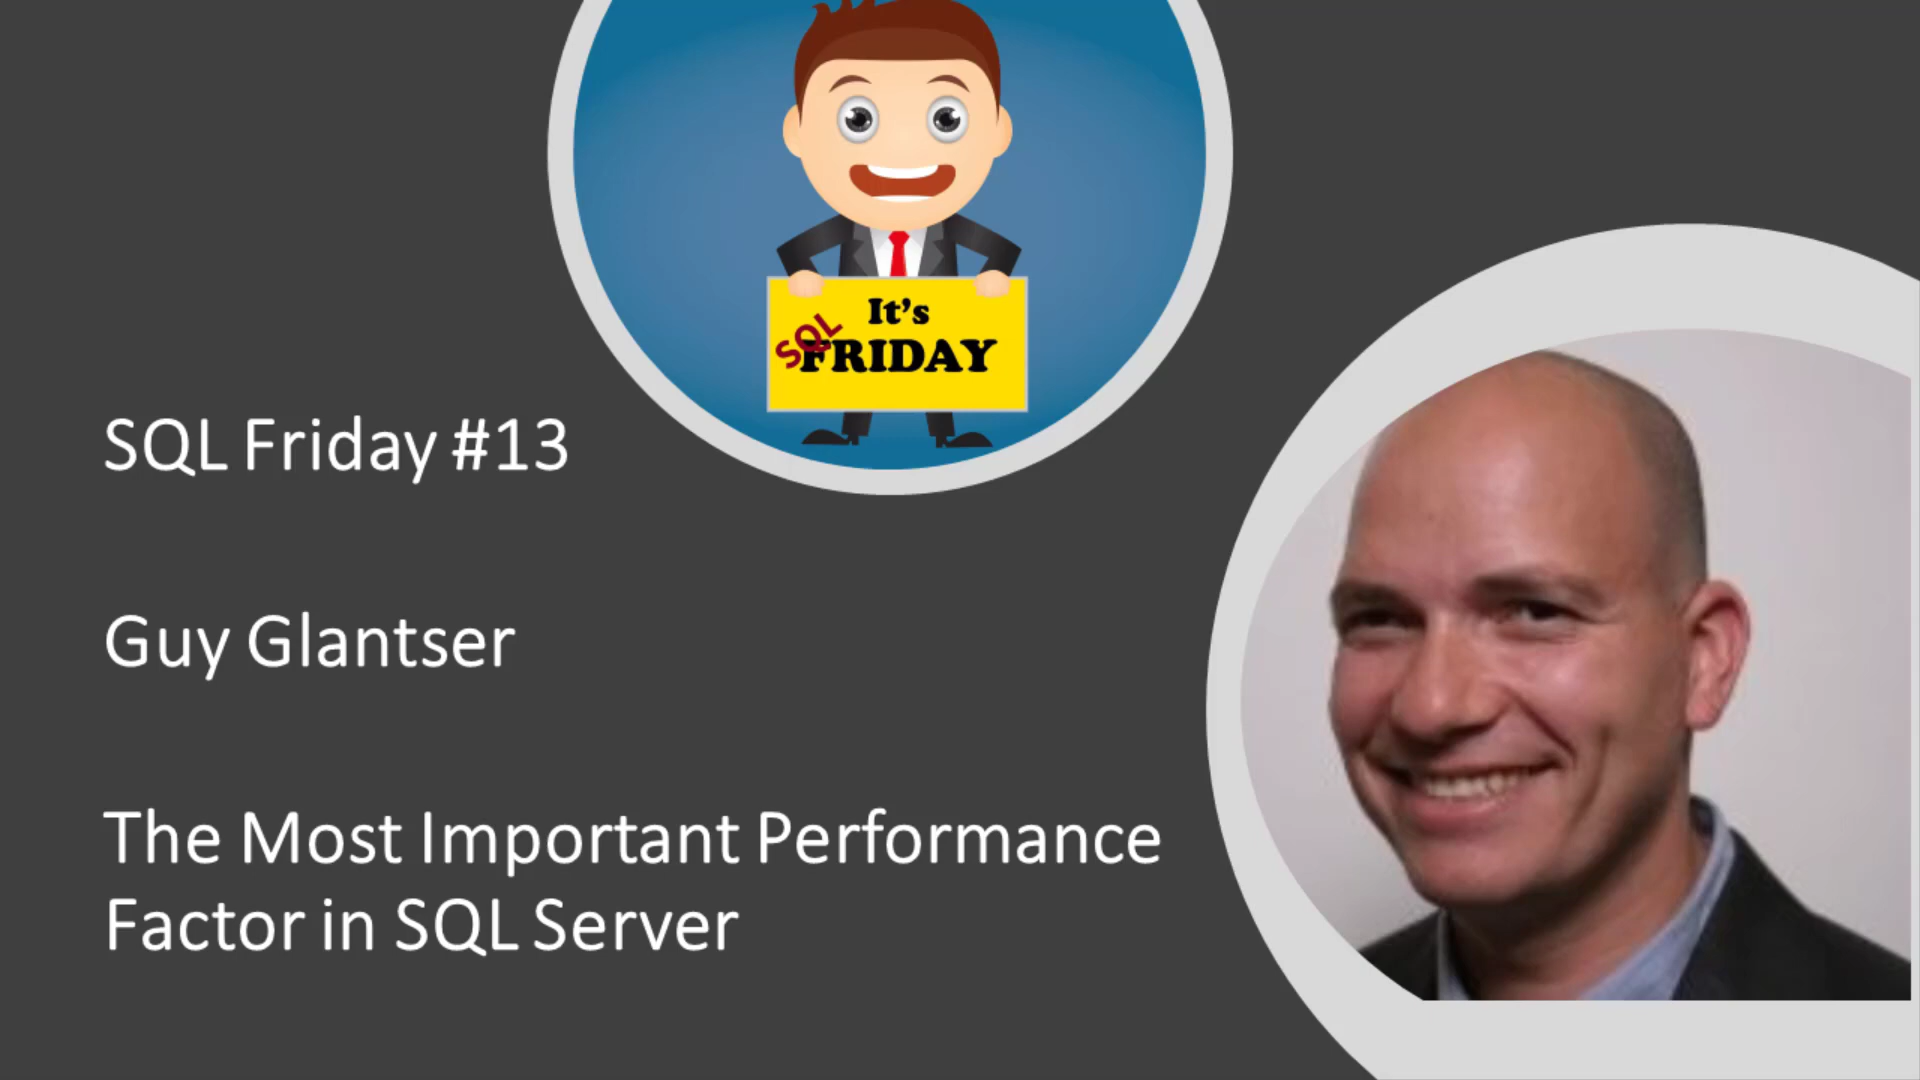 It's
SQL
FRIDAY
SQL Friday #13
Guy Glantser
The Most Important Performance
Factor in SQL Server